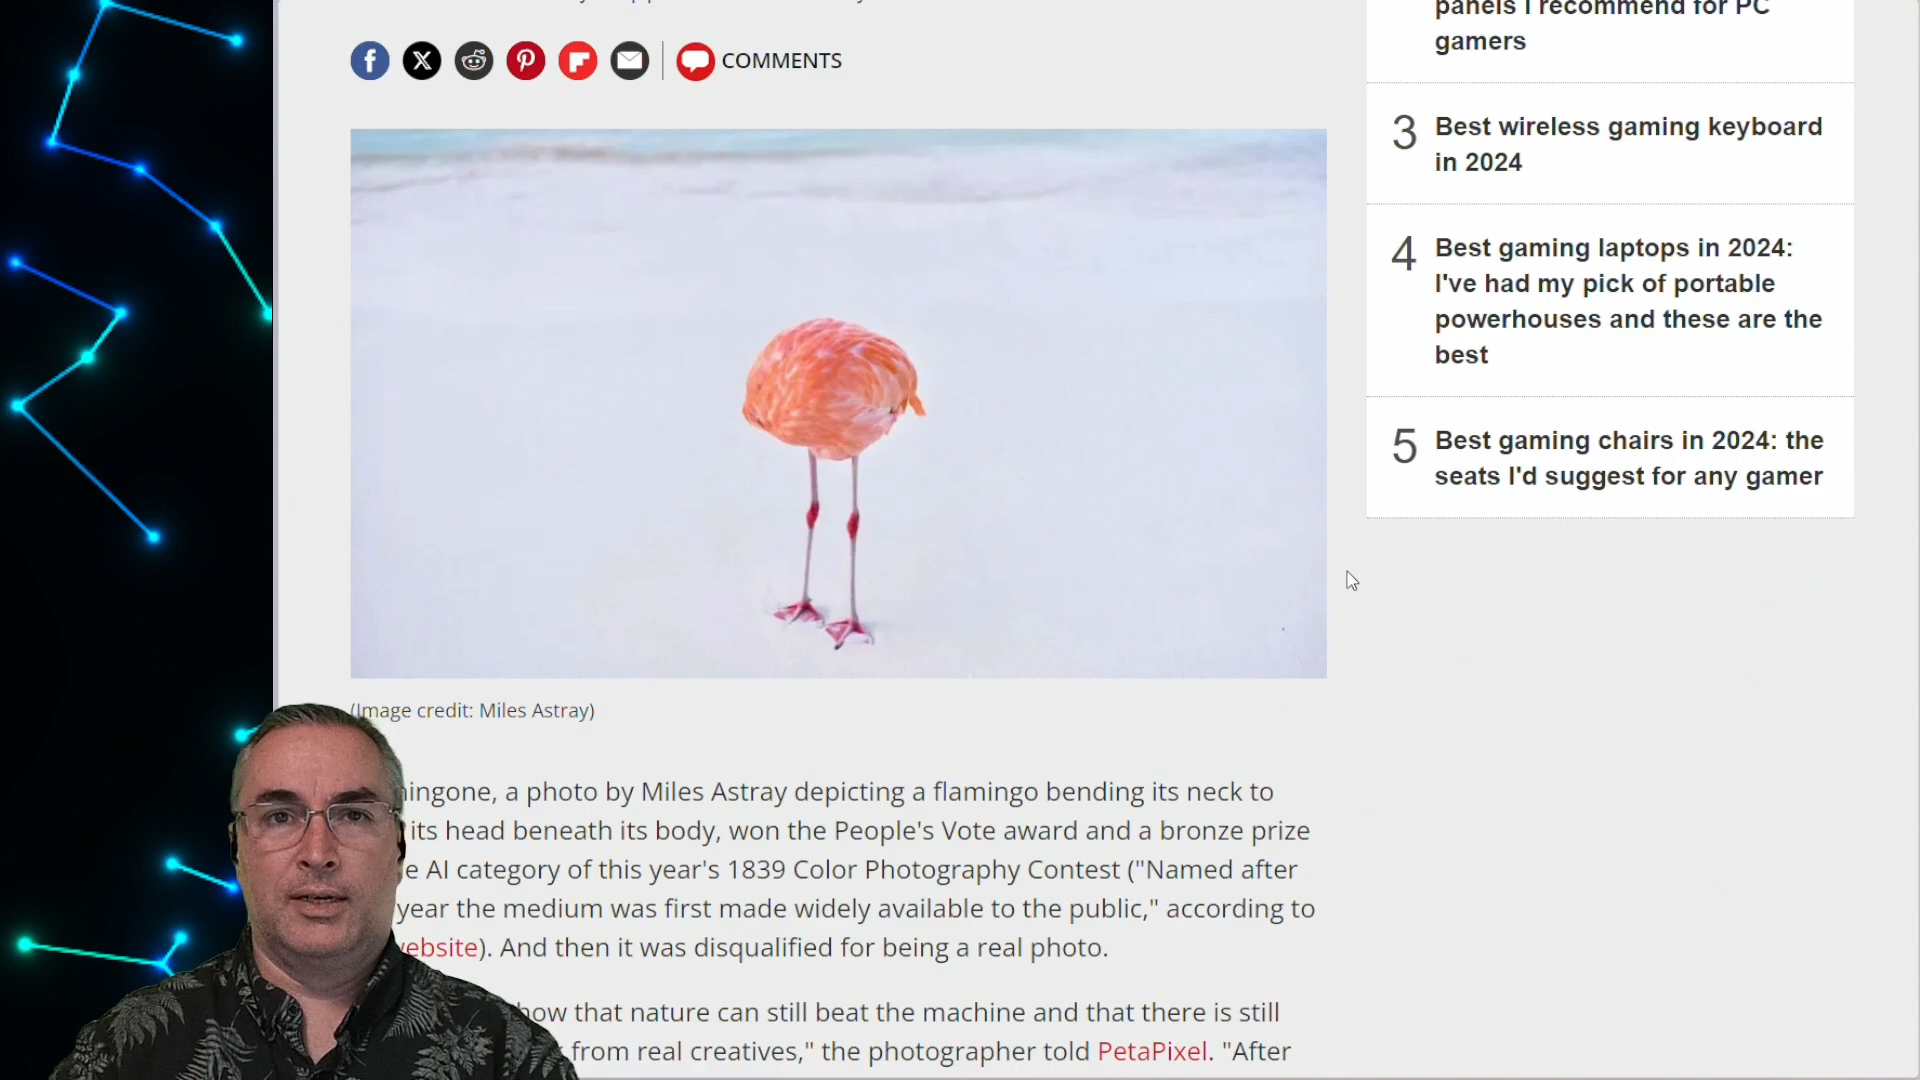 COMMENTS
(Image credit: Miles Astray)
mingone, a photo by Miles Astray depicting a flamingo bending its neck to
its head beneath its body, won the People's Vote award and a bronze prize
e AI category of this year's 1839 Color Photography Contest ("Named after
year the medium was first made widely available to the public," according to
website). And then it was disqualified for being a real photo.
how that nature can still beat the machine and that there is still
from real creatives," the photographer told PetaPixel. "After
panels I recommend for PC
gamers
3 Best wireless gaming keyboard
in 2024
4 Best gaming laptops in 2024:
I've had my pick of portable
powerhouses and these are the
best
5 Best gaming chairs in 2024: the
seats I'd suggest for any gamer